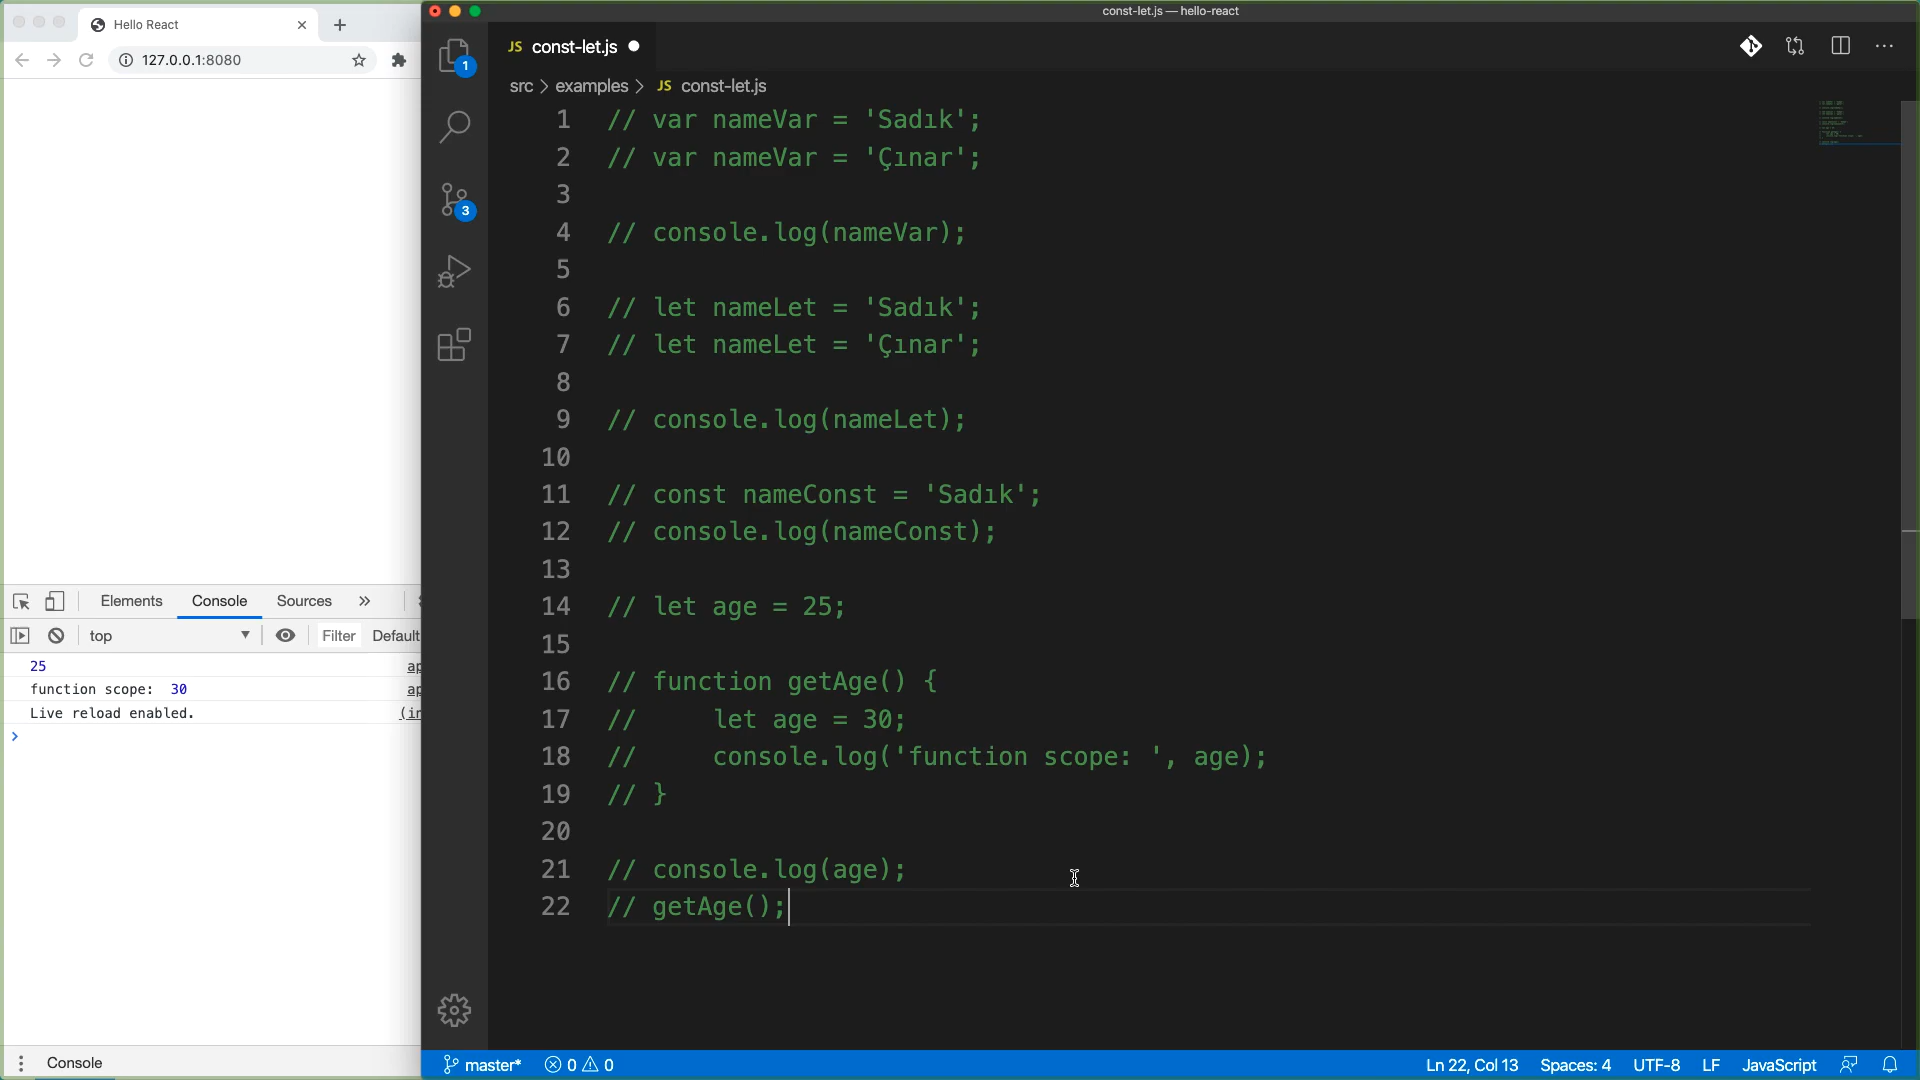 Hello React
127.0.0.1:8080
Elements
Console
Sources
top
Filter
Default
25
function scope: 30
Live reload enabled.
Console
const-let.js — hello-react
1
3
JS const-let.js
src > examples > JS const-let.js
1 // var nameVar = 'Sadık';
2 // var nameVar = 'Çınar';
3
4 // console.log(nameVar);
5
6 // let nameLet = 'Sadık';
7 // let nameLet = 'Çınar';
8
9 // console.log(nameLet);
10
11 // const nameConst = 'Sadık';
12 // console.log(nameConst);
13
14 // let age = 25;
15
16 // function getAge() {
17 //     let age = 30;
18 //     console.log('function scope: ', age);
19 // }
20
21 // console.log(age);
22 // getAge();
master* 0 0 Ln 22, Col 13 Spaces: 4 UTF-8 LF JavaScript